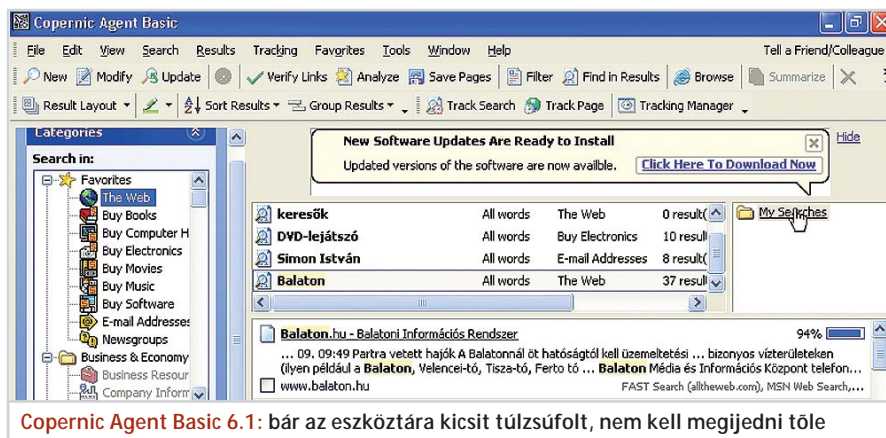 Copernic Agent Basic
File Edit View Search Results Tracking Favorites Tools Window Help Tell a Friend/Colleague
New Modify Update Verify Links Analyze Save Pages Filter Find in Results Browse Summarize
Result Layout Sort Results Group Results Track Search Track Page Tracking Manager
Categories
Search in:
Favorites
The Web
Buy Books
Buy Computer H
Buy Electronics
Buy Movies
Buy Music
Buy Software
E-mail Addresses
Newsgroups
Business & Economy
Business Resour
Company Inform
New Software Updates Are Ready to Install
Updated versions of the software are now availble. Click Here To Download Now
Hide
keresők All words The Web 0 result(
DVD-lejátszó All words Buy Electronics 10 resul
Simon István All words E-mail Addresses 8 result(
Balaton All words The Web 37 resul
My Searches
Balaton.hu - Balatoni Információs Rendszer 94%
... 09. 09:49 Partra vetett hajók A Balatonnál öt hatóságtól kell üzemeltetési ... bizonyos vízterületeken
(ilyen például a Balaton, Velencei-tó, Tisza-tó, Ferto tó ... Balaton Média és Információs Központ telefon...
www.balaton.hu FAST Search (alltheweb.com), MSN Web Search,...
Copernic Agent Basic 6.1: bár az eszköztára kicsit túlzsúfolt, nem kell megijedni tõle